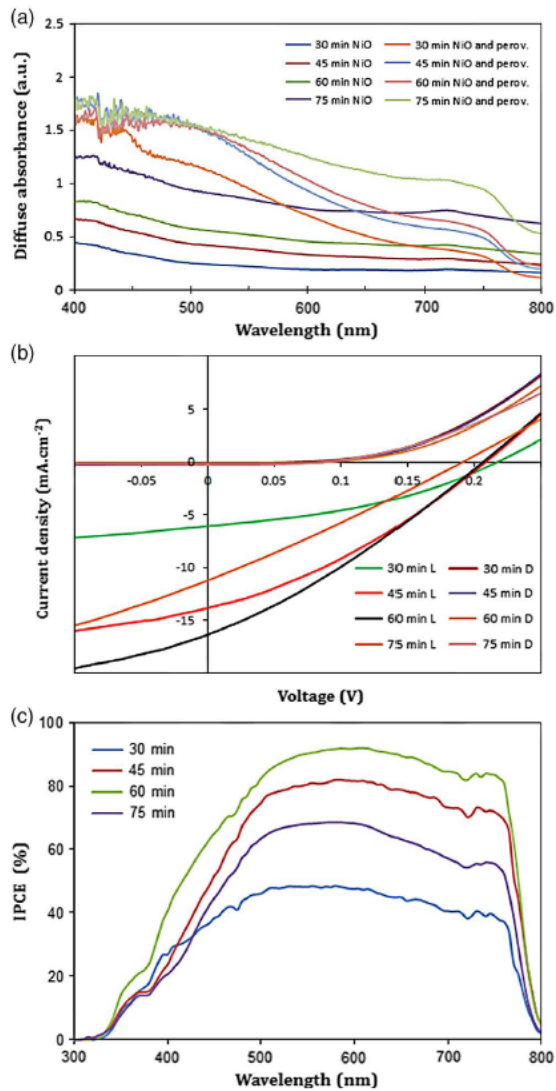 (a)
Diffuse absorbance (a.u.)
2.5
2
1.5
1
0.5
0
30 min NiO
30 min NiO and perov.
45 min NiO
45 min NiO and perov.
60 min NiO
60 min NiO and perov.
75 min NiO
75 min NiO and perov.
400
500
600
700
800
Wavelength (nm)
(b)
Current density (mA.cm⁻²)
5
0
-5
-10
-15
-0.05
0
0.05
0.1
0.15
0.2
30 min L
30 min D
45 min L
45 min D
60 min L
60 min D
75 min L
75 min D
Voltage (V)
(c)
IPCE (%)
100
80
60
40
20
0
30 min
45 min
60 min
75 min
300
400
500
600
700
800
Wavelength (nm)